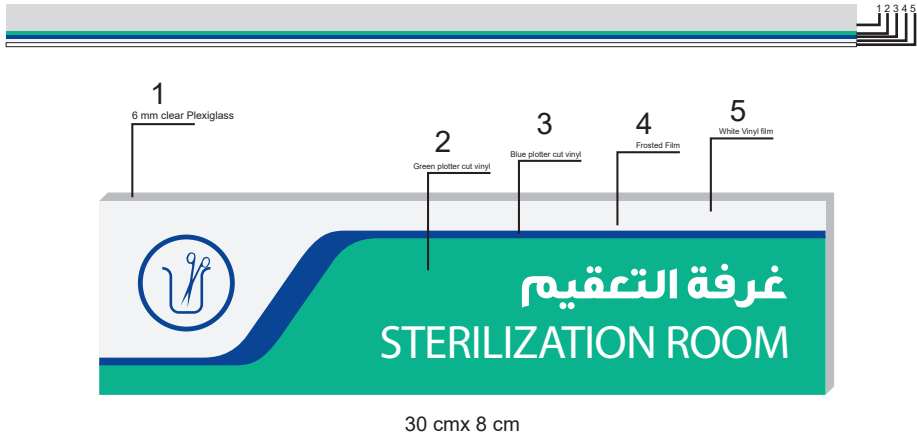 1 2 3 4 5
1
6 mm clear Plexiglass
2
Green plotter cut vinyl
3
Blue plotter cut vinyl
4
Frosted Film
5
White Vinyl film
غرفة التعقيم
STERILIZATION ROOM
30 cmx 8 cm